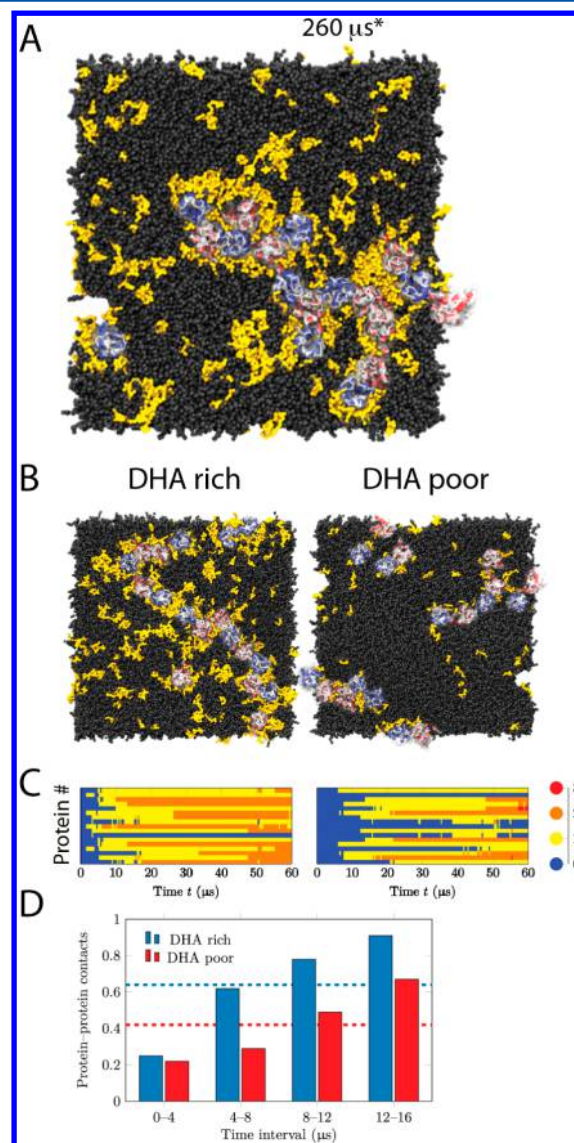 A
260 μs*
B
DHA rich
DHA poor
C
Protein #
0 10 20 30 40 50 60
0 10 20 30 40 50 60
Time t (μs)
Time t (μs)
D
1
0.8
0.6
0.4
0.2
0
Protein–protein contacts
DHA rich
DHA poor
0–4
4–8
8–12
12–16
Time interval (μs)